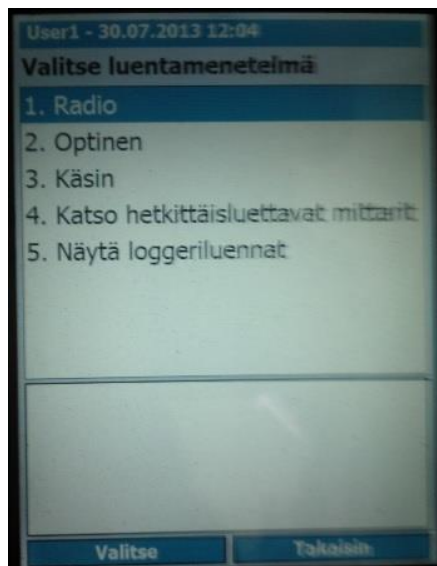 User1 - 30.07.2013 12:04
Valitse luentamenetelmä
1. Radio
2. Optinen
3. Käsin
4. Katso hetkittäisluettavat mittarit
5. Näytä loggeriluennat
Valitse
Takaisin